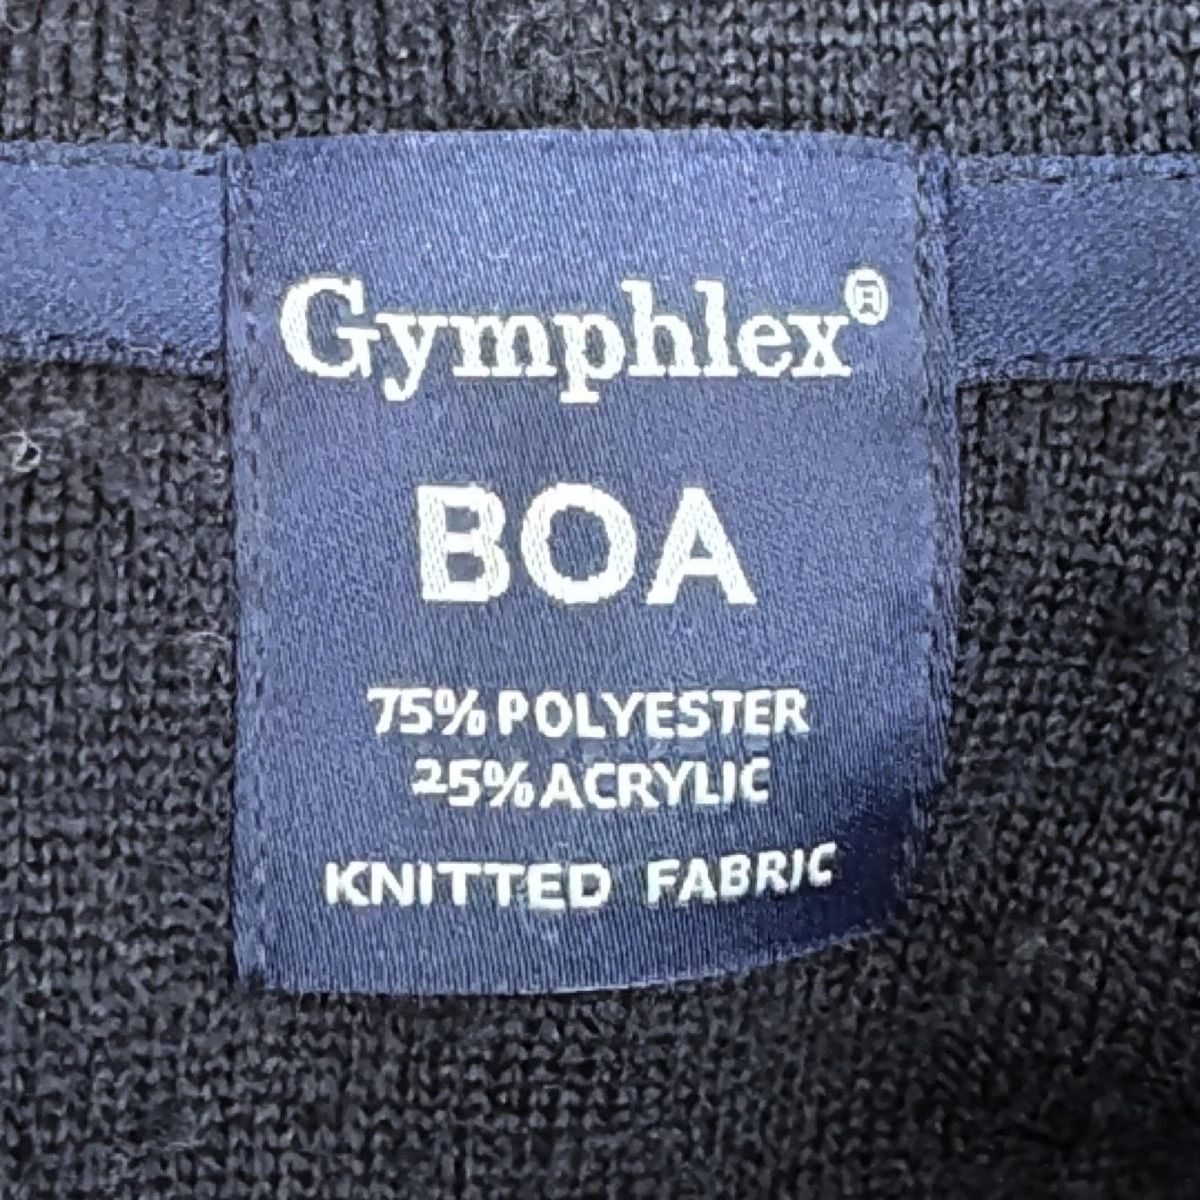 Gymphlex®
BOA
75% POLYESTER
25% ACRYLIC
KNITTED FABRIC